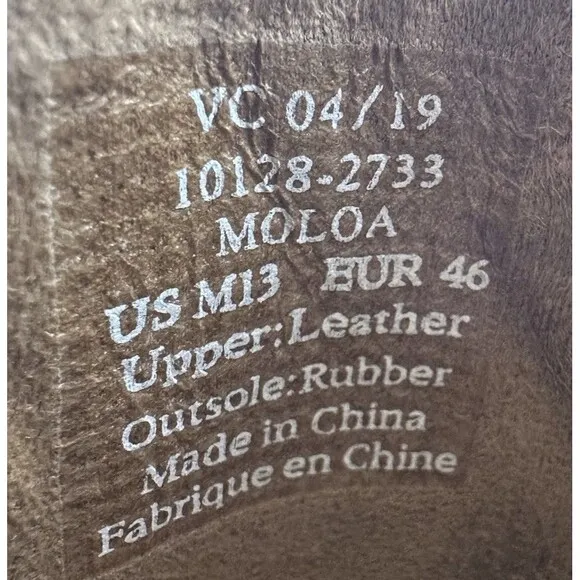 VC 04/19
10128-2733
MOLOA
US M13 EUR 46
Upper:Leather
Outsole:Rubber
Made in China
Fabrique en Chine